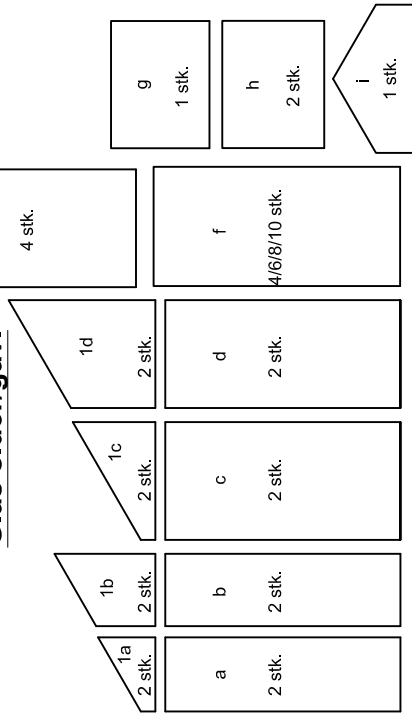 g
1 stk.
h
2 stk.
i
1 stk.
4 stk.
f
4/6/8/10 stk.
1d
2 stk.
d
2 stk.
1c
2 stk.
c
2 stk.
1b
2 stk.
b
2 stk.
1a
2 stk.
a
2 stk.